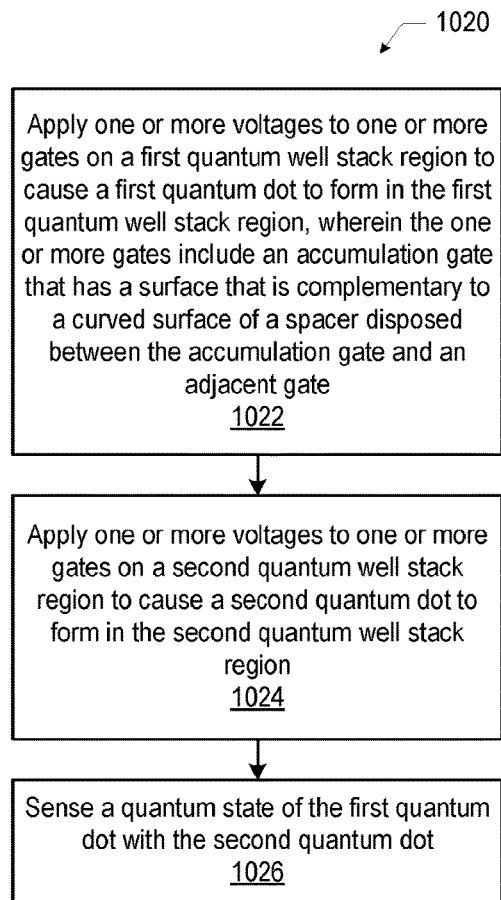 1020
Apply one or more voltages to one or more
gates on a first quantum well stack region to
cause a first quantum dot to form in the first
quantum well stack region, wherein the one
or more gates include an accumulation gate
that has a surface that is complementary to
a curved surface of a spacer disposed
between the accumulation gate and an
adjacent gate
1022
Apply one or more voltages to one or more
gates on a second quantum well stack
region to cause a second quantum dot to
form in the second quantum well stack
region
1024
Sense a quantum state of the first quantum
dot with the second quantum dot
1026